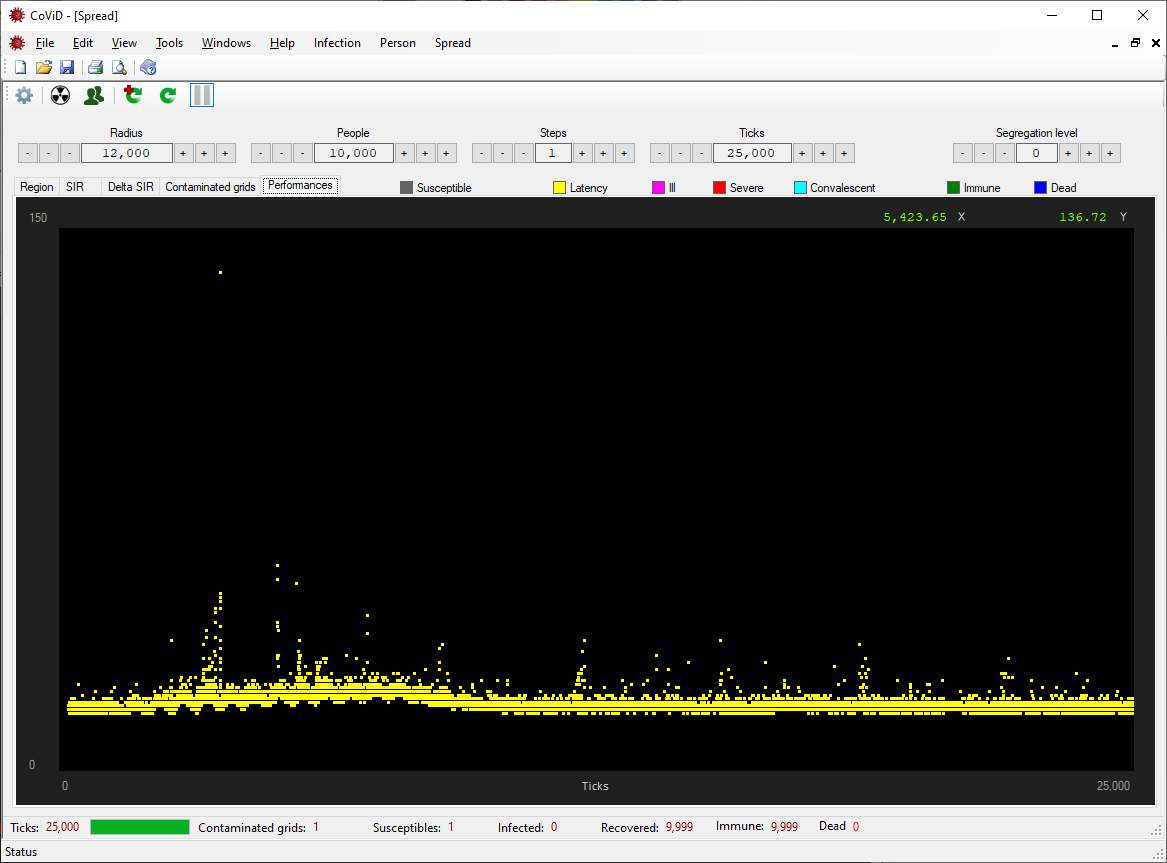 CoViD - [Spread]
File Edit View Tools Windows Help Infection Person Spread
Radius People Steps Ticks Segregation level
- - - 12,000 + + + - - - 10,000 + + + - - - 1 + + + - - - 25,000 + + + - - - 0 + + +
Region SIR Delta SIR Contaminated grids Performances Susceptible Latency Ill Severe Convalescent Immune Dead
150 5,423.65 X 136.72 Y
0
0 Ticks 25,000
Ticks: 25,000 Contaminated grids: 1 Susceptibles: 1 Infected: 0 Recovered: 9,999 Immune: 9,999 Dead 0
Status